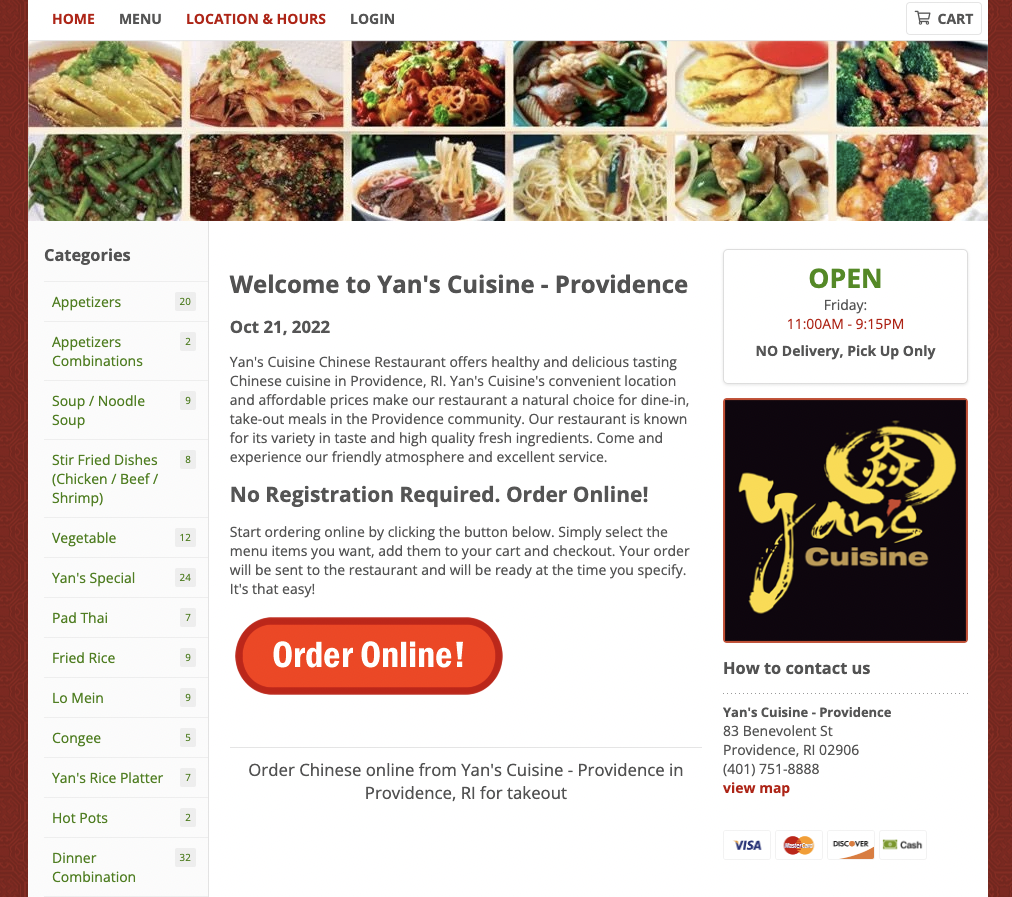 HOME MENU LOCATION & HOURS LOGIN CART
Categories
Appetizers 20
Appetizers 2
Combinations
Soup / Noodle 9
Soup
Stir Fried Dishes 8
(Chicken / Beef /
Shrimp)
Vegetable 12
Yan's Special 24
Pad Thai 7
Fried Rice 9
Lo Mein 9
Congee 5
Yan's Rice Platter 7
Hot Pots 2
Dinner 32
Combination
Welcome to Yan's Cuisine - Providence
Oct 21, 2022
Yan's Cuisine Chinese Restaurant offers healthy and delicious tasting
Chinese cuisine in Providence, RI. Yan's Cuisine's convenient location
and affordable prices make our restaurant a natural choice for dine-in,
take-out meals in the Providence community. Our restaurant is known
for its variety in taste and high quality fresh ingredients. Come and
experience our friendly atmosphere and excellent service.
No Registration Required. Order Online!
Start ordering online by clicking the button below. Simply select the
menu items you want, add them to your cart and checkout. Your order
will be sent to the restaurant and will be ready at the time you specify.
It's that easy!
Order Online!
Order Chinese online from Yan's Cuisine - Providence in
Providence, RI for takeout
OPEN
Friday:
11:00AM - 9:15PM
NO Delivery, Pick Up Only
焱
Yan's
Cuisine
How to contact us
Yan's Cuisine - Providence
83 Benevolent St
Providence, RI 02906
(401) 751-8888
view map
VISA MasterCard DISCOVER Cash